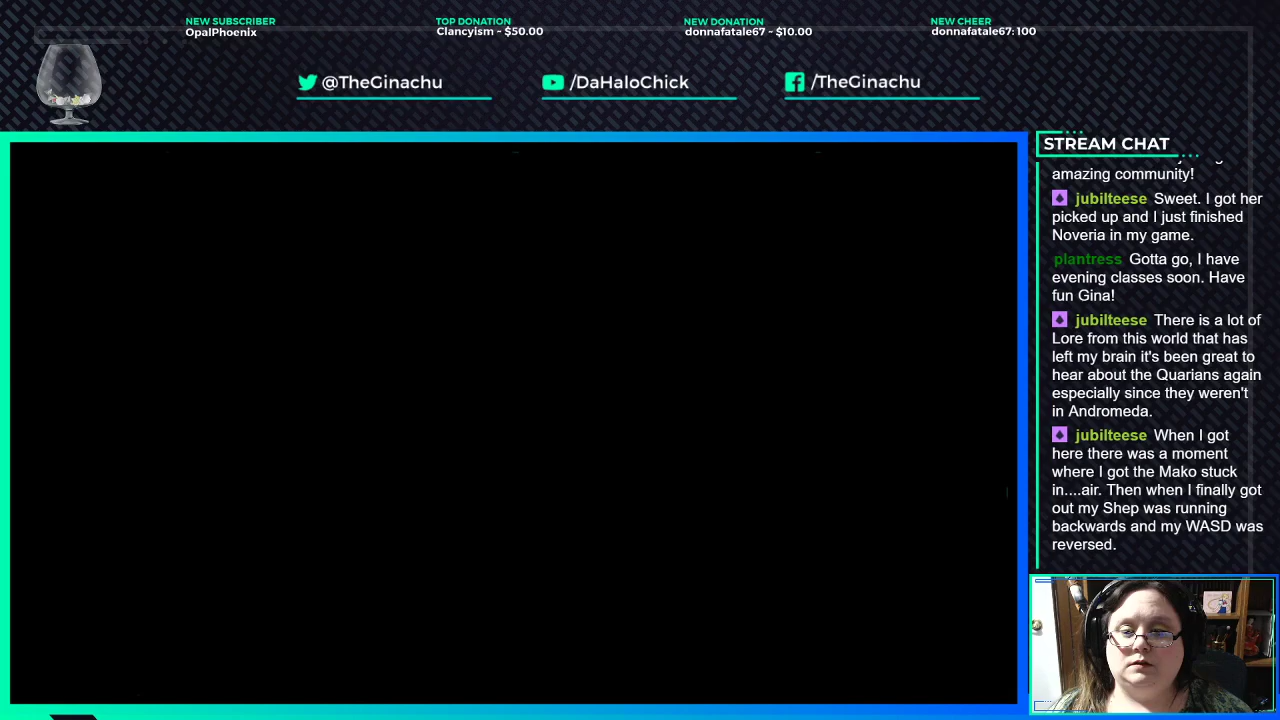 NEW SUBSCRIBER
OpalPhoenix
TOP DONATION
Clancyism - $50.00
NEW DONATION
donnafatale67 - $10.00
NEW CHEER
donnafatale67: 100
@TheGinachu
/DaHaloChick
/TheGinachu
STREAM CHAT
amazing community!
jubilteese Sweet. I got her
picked up and I just finished
Noveria in my game.
plantress Gotta go, I have
evening classes soon. Have
fun Gina!
jubilteese There is a lot of
Lore from this world that has
left my brain it's been great to
hear about the Quarians again
especially since they weren't
in Andromeda.
jubilteese When I got
here there was a moment
where I got the Mako stuck
in....air. Then when I finally got
out my Shep was running
backwards and my WASD was
reversed.